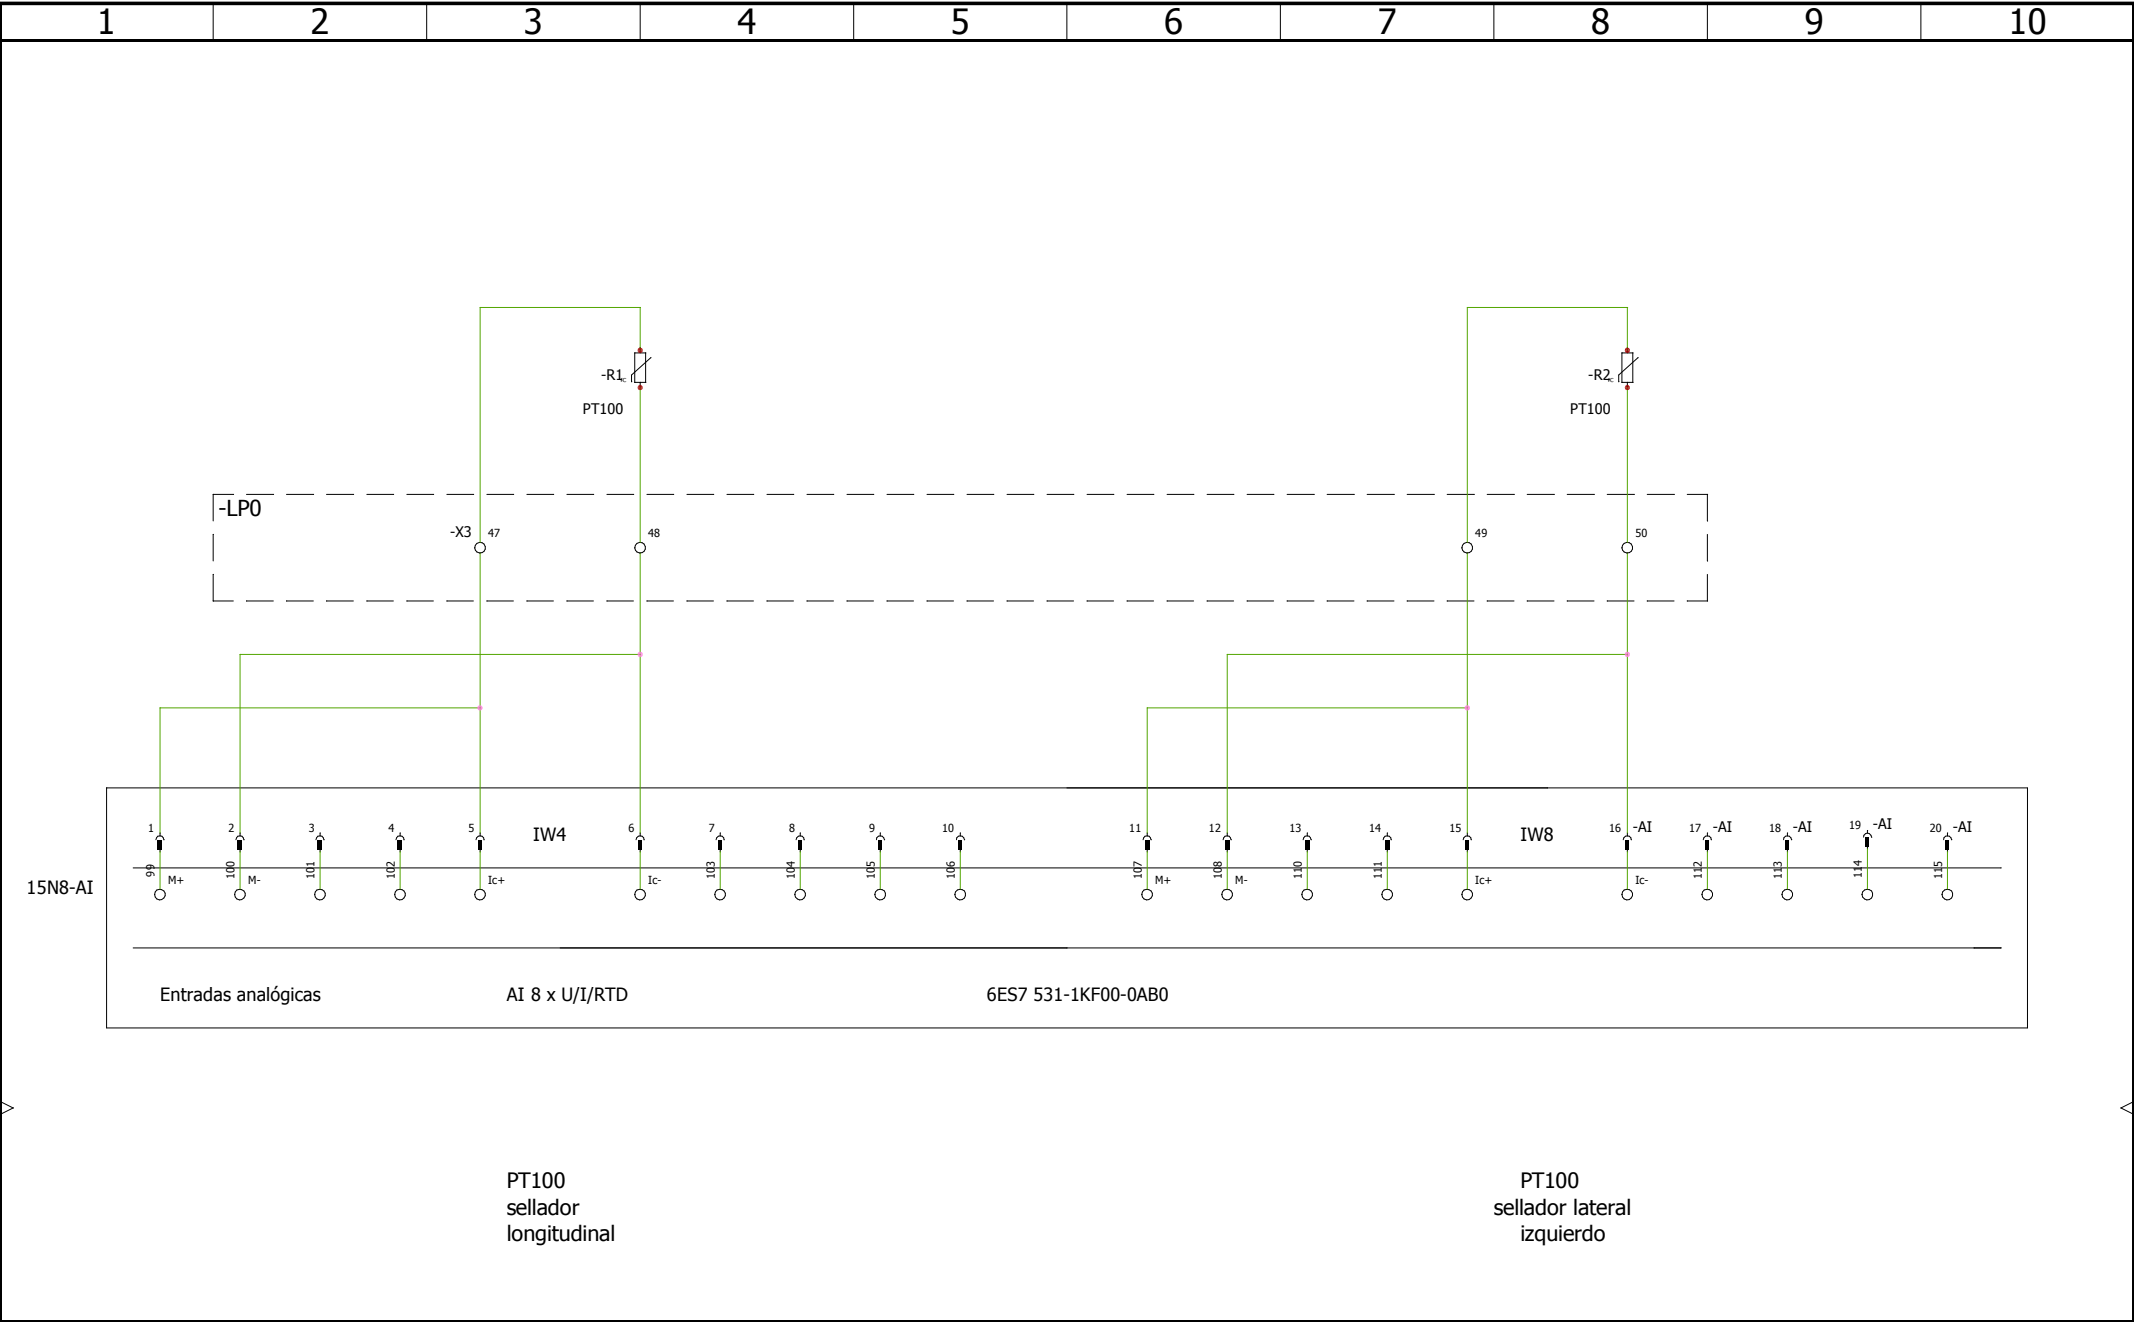 1 2 3 4 5 6 7 8 9 10
-R1
PT100
-R2
PT100
-LP0
-X3 47 48 49 50
1 2 3 4 5 IW4 6 7 8 9 10 11 12 13 14 15 IW8 16 -AI 17 -AI 18 -AI 19 -AI 20 -AI
99 100 101 102 103 104 105 106 107 108 110 111 112 113 114 115
15N8-AI M+ M- Ic+ Ic- M+ M- Ic+ Ic-
Entradas analógicas AI 8 x U/I/RTD 6ES7 531-1KF00-0AB0
PT100
sellador
longitudinal
PT100
sellador lateral
izquierdo